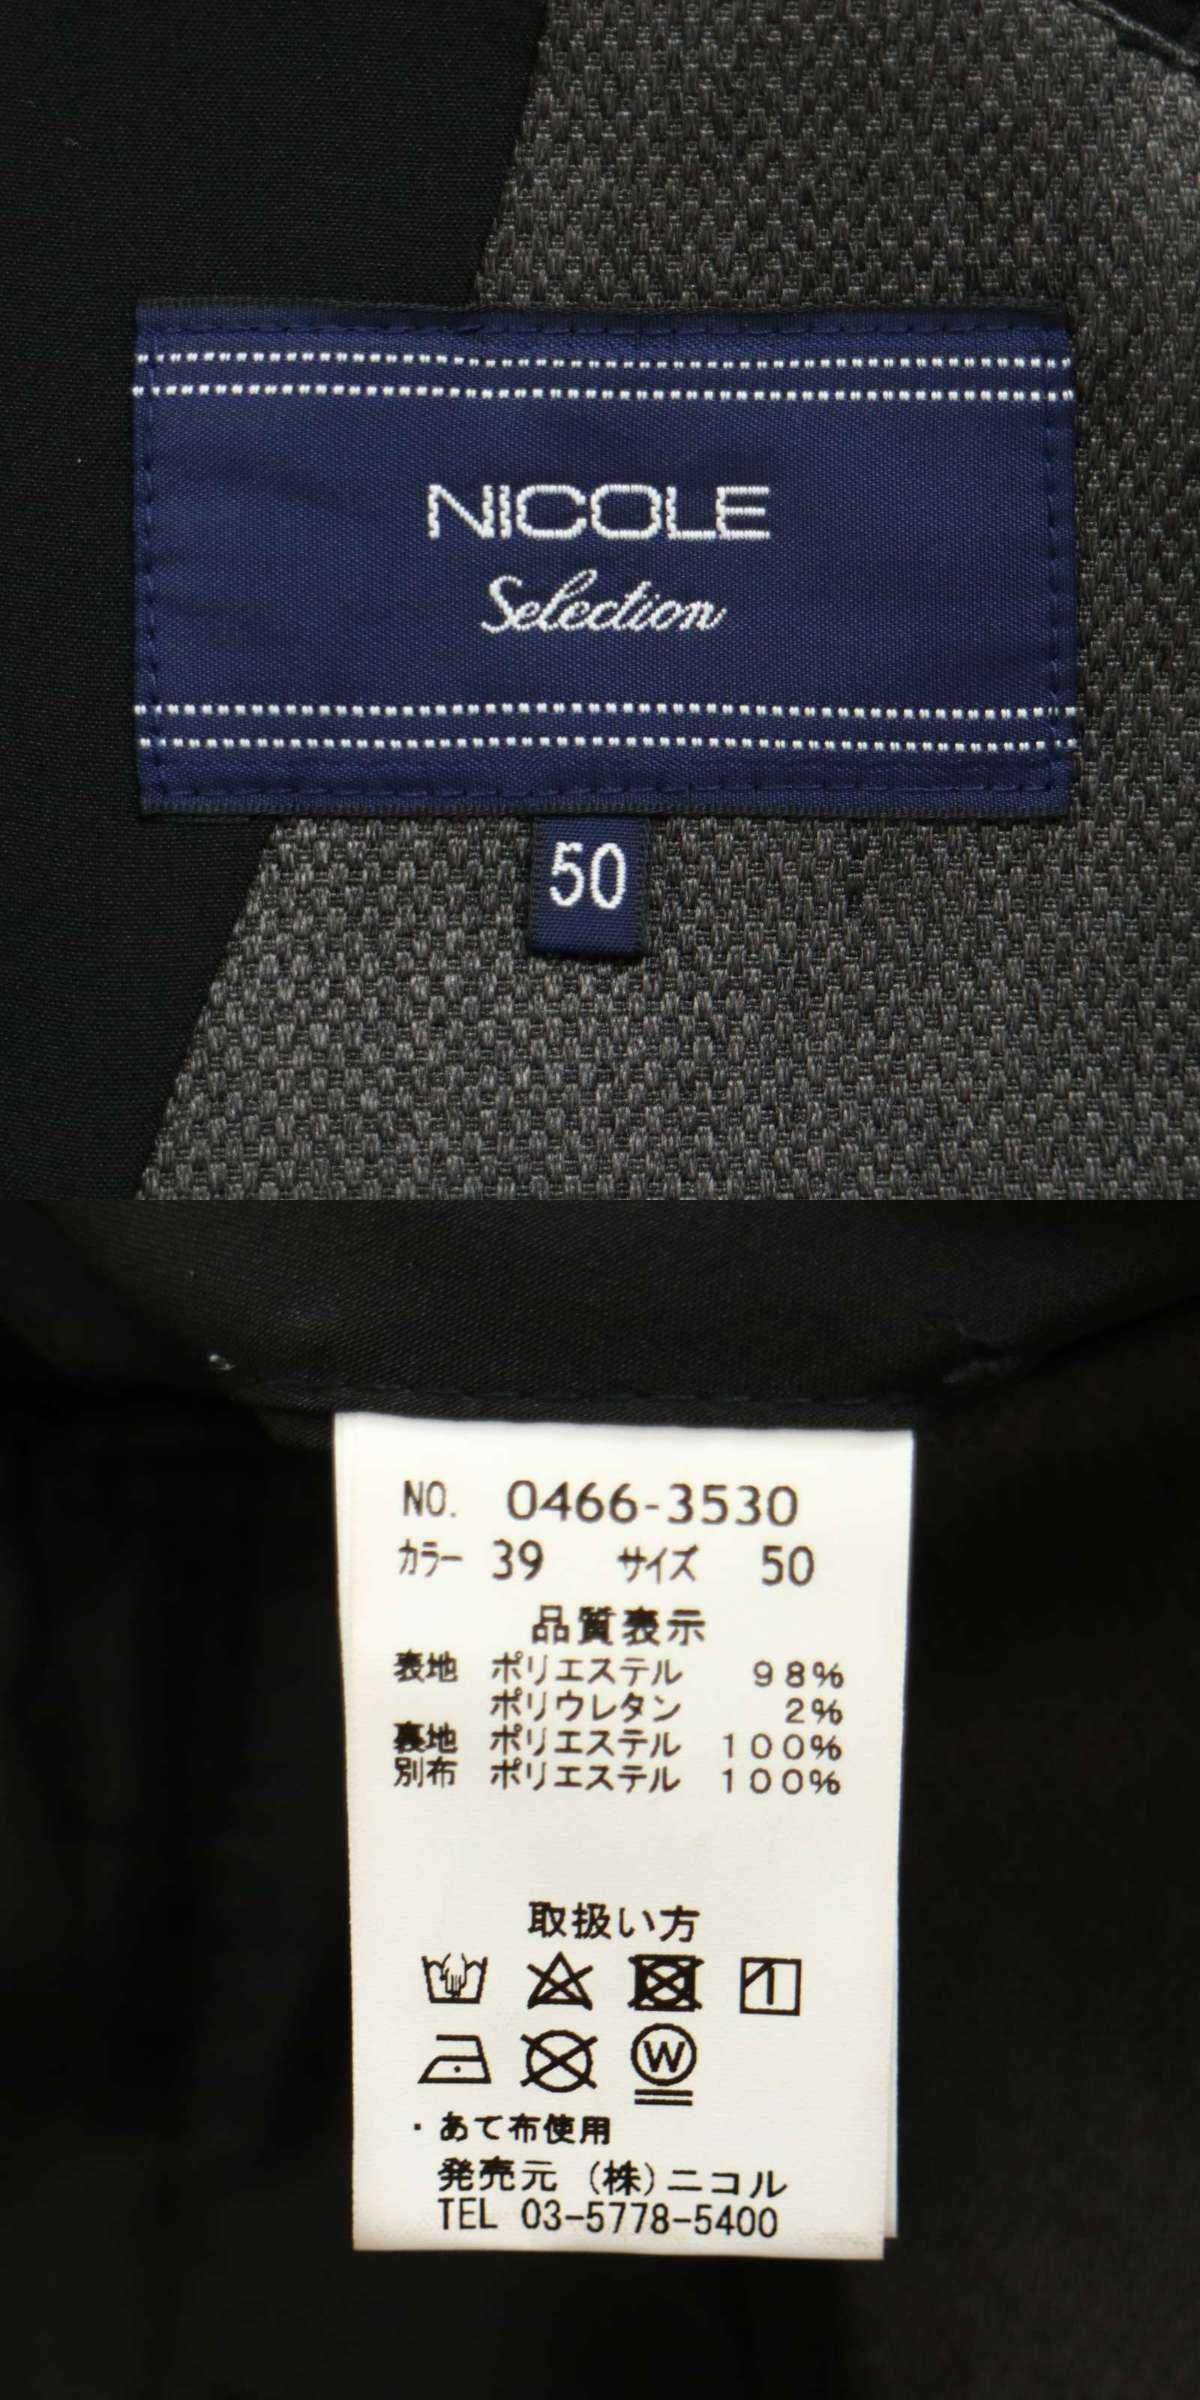 NICOLE
Selection
50
NO. 0466-3530
カラー 39 サイズ 50
品質表示
表地 ポリエステル 98%
ポリウレタン 2%
裏地 ポリエステル 100%
別布 ポリエステル 100%
取扱い方
W
・あて布使用
発売元 (株)ニコル
TEL 03-5778-5400